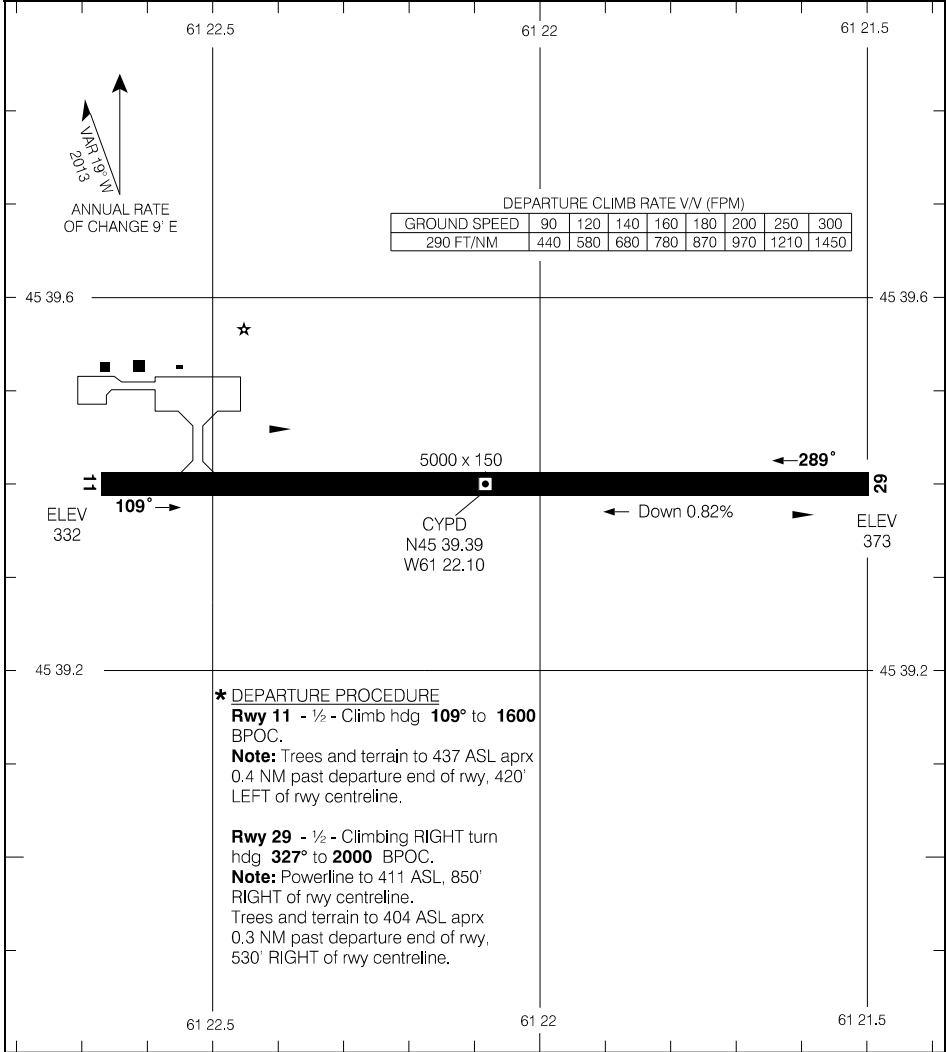 61 22.5 61 22 61 21.5
VAR 19° W
2013
ANNUAL RATE
OF CHANGE 9' E
DEPARTURE CLIMB RATE V/V (FPM)
GROUND SPEED 90 120 140 160 180 200 250 300
290 FT/NM 440 580 680 780 870 970 1210 1450
45 39.6 45 39.6
5000 x 150
289°
11
29
109°
ELEV
332
Down 0.82%
ELEV
373
CYPD
N45 39.39
W61 22.10
45 39.2 45 39.2
* DEPARTURE PROCEDURE
Rwy 11 - ½ - Climb hdg 109° to 1600
BPOC.
Note: Trees and terrain to 437 ASL aprx
0.4 NM past departure end of rwy, 420'
LEFT of rwy centreline.
Rwy 29 - ½ - Climbing RIGHT turn
hdg 327° to 2000 BPOC.
Note: Powerline to 411 ASL, 850'
RIGHT of rwy centreline.
Trees and terrain to 404 ASL aprx
0.3 NM past departure end of rwy,
530' RIGHT of rwy centreline.
61 22.5 61 22 61 21.5